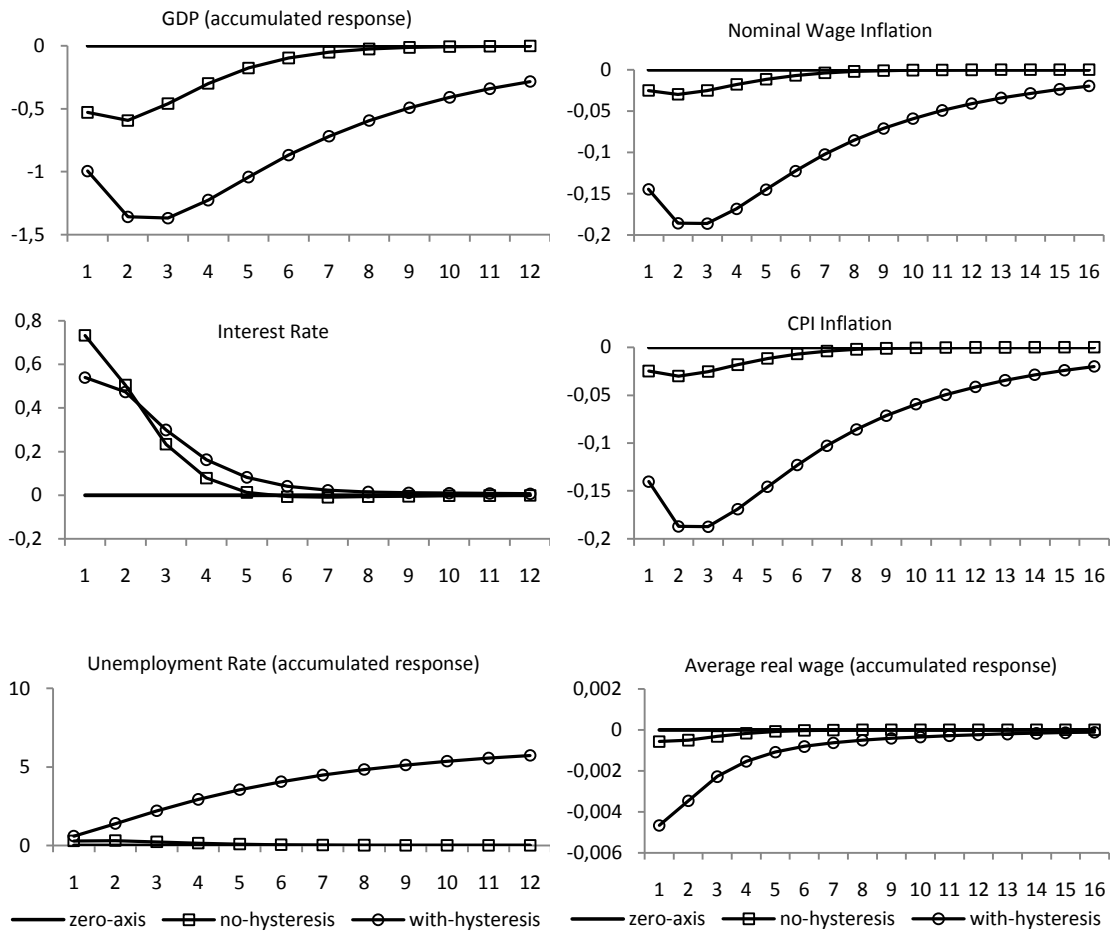 GDP (accumulated response)
0
-0,5
-1
-1,5
1 2 3 4 5 6 7 8 9 10 11 12
Nominal Wage Inflation
0
-0,05
-0,1
-0,15
-0,2
1 2 3 4 5 6 7 8 9 10 11 12 13 14 15 16
Interest Rate
0,8
0,6
0,4
0,2
0
-0,2
1 2 3 4 5 6 7 8 9 10 11 12
CPI Inflation
0
-0,05
-0,1
-0,15
-0,2
1 2 3 4 5 6 7 8 9 10 11 12 13 14 15 16
Unemployment Rate (accumulated response)
10
5
0
1 2 3 4 5 6 7 8 9 10 11 12
zero-axis no-hysteresis with-hysteresis
Average real wage (accumulated response)
0,002
0
-0,002
-0,004
-0,006
1 2 3 4 5 6 7 8 9 10 11 12 13 14 15 16
zero-axis no-hysteresis with-hysteresis